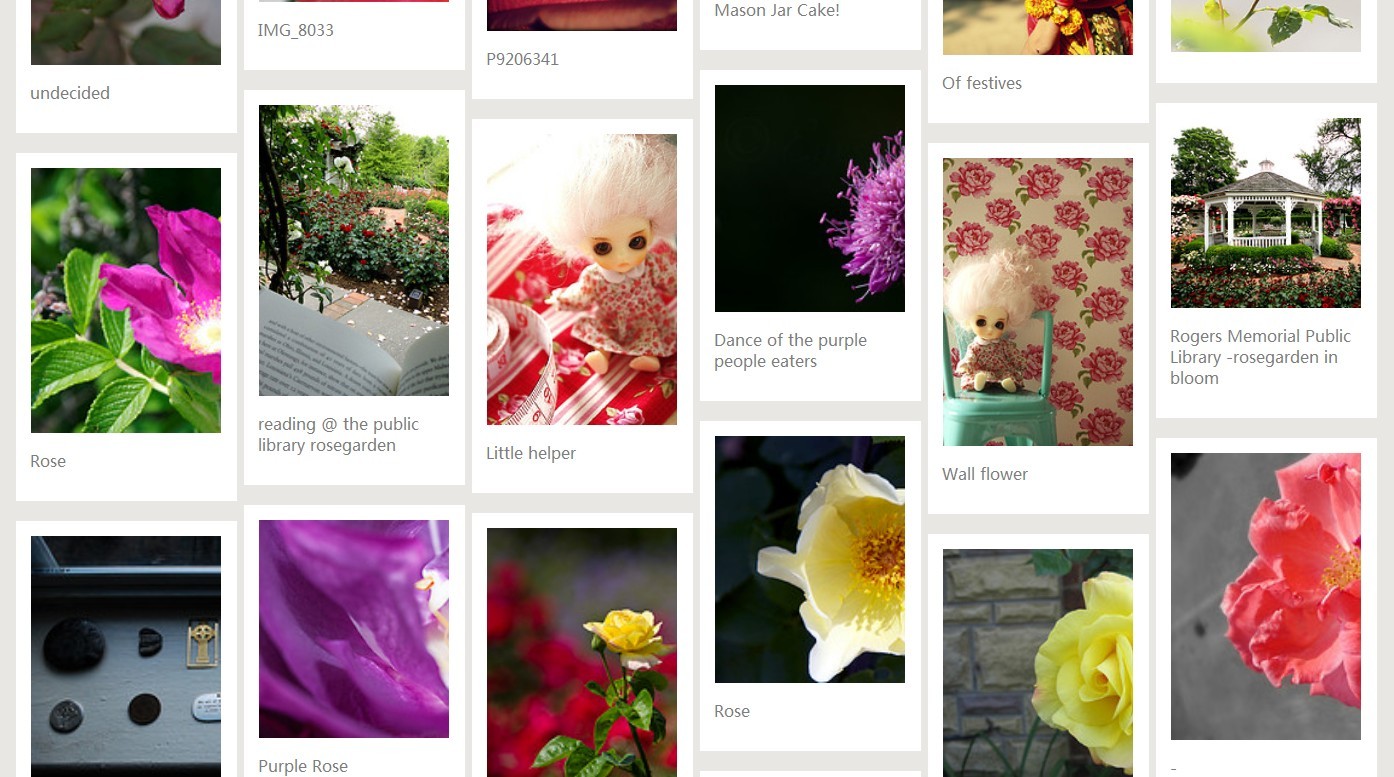 undecided
Rose
IMG_8033
reading @ the public
library rosegarden
Purple Rose
P9206341
Little helper
Mason Jar Cake!
Dance of the purple
people eaters
Rose
Of festives
Wall flower
Rogers Memorial Public
Library -rosegarden in
bloom
-